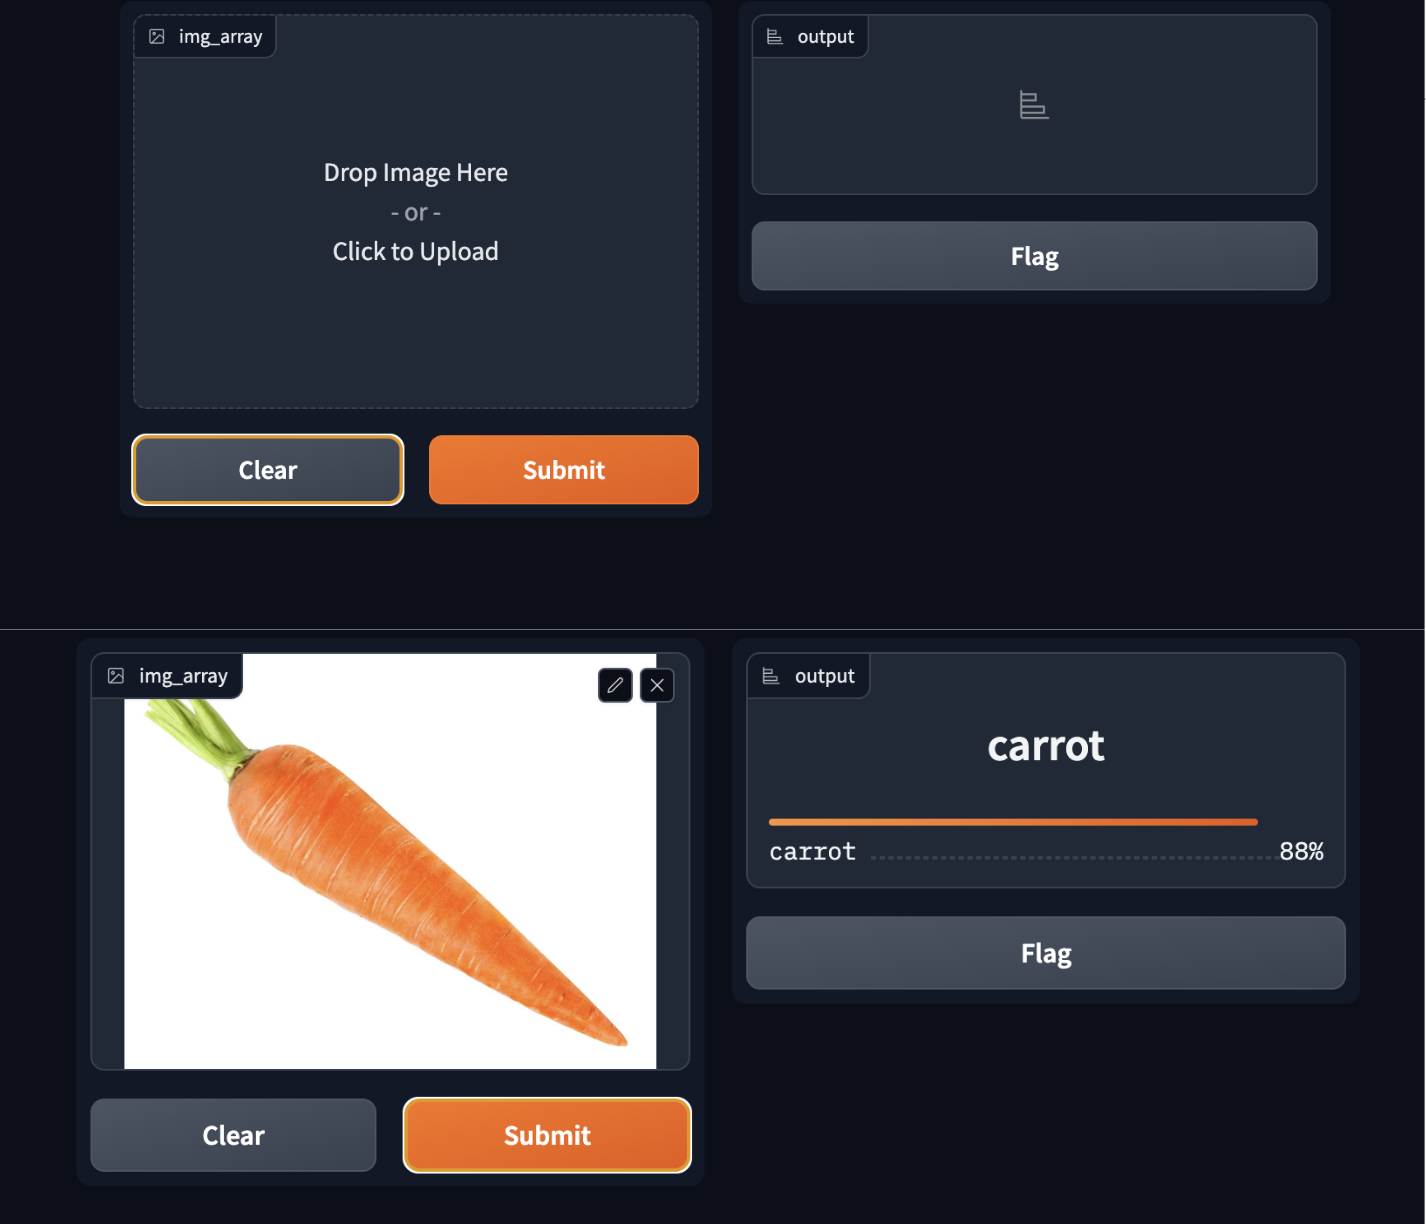 img_array
Drop Image Here
- or -
Click to Upload
Clear
Submit
output
Flag
img_array
Clear
Submit
output
carrot
carrot 88%
Flag